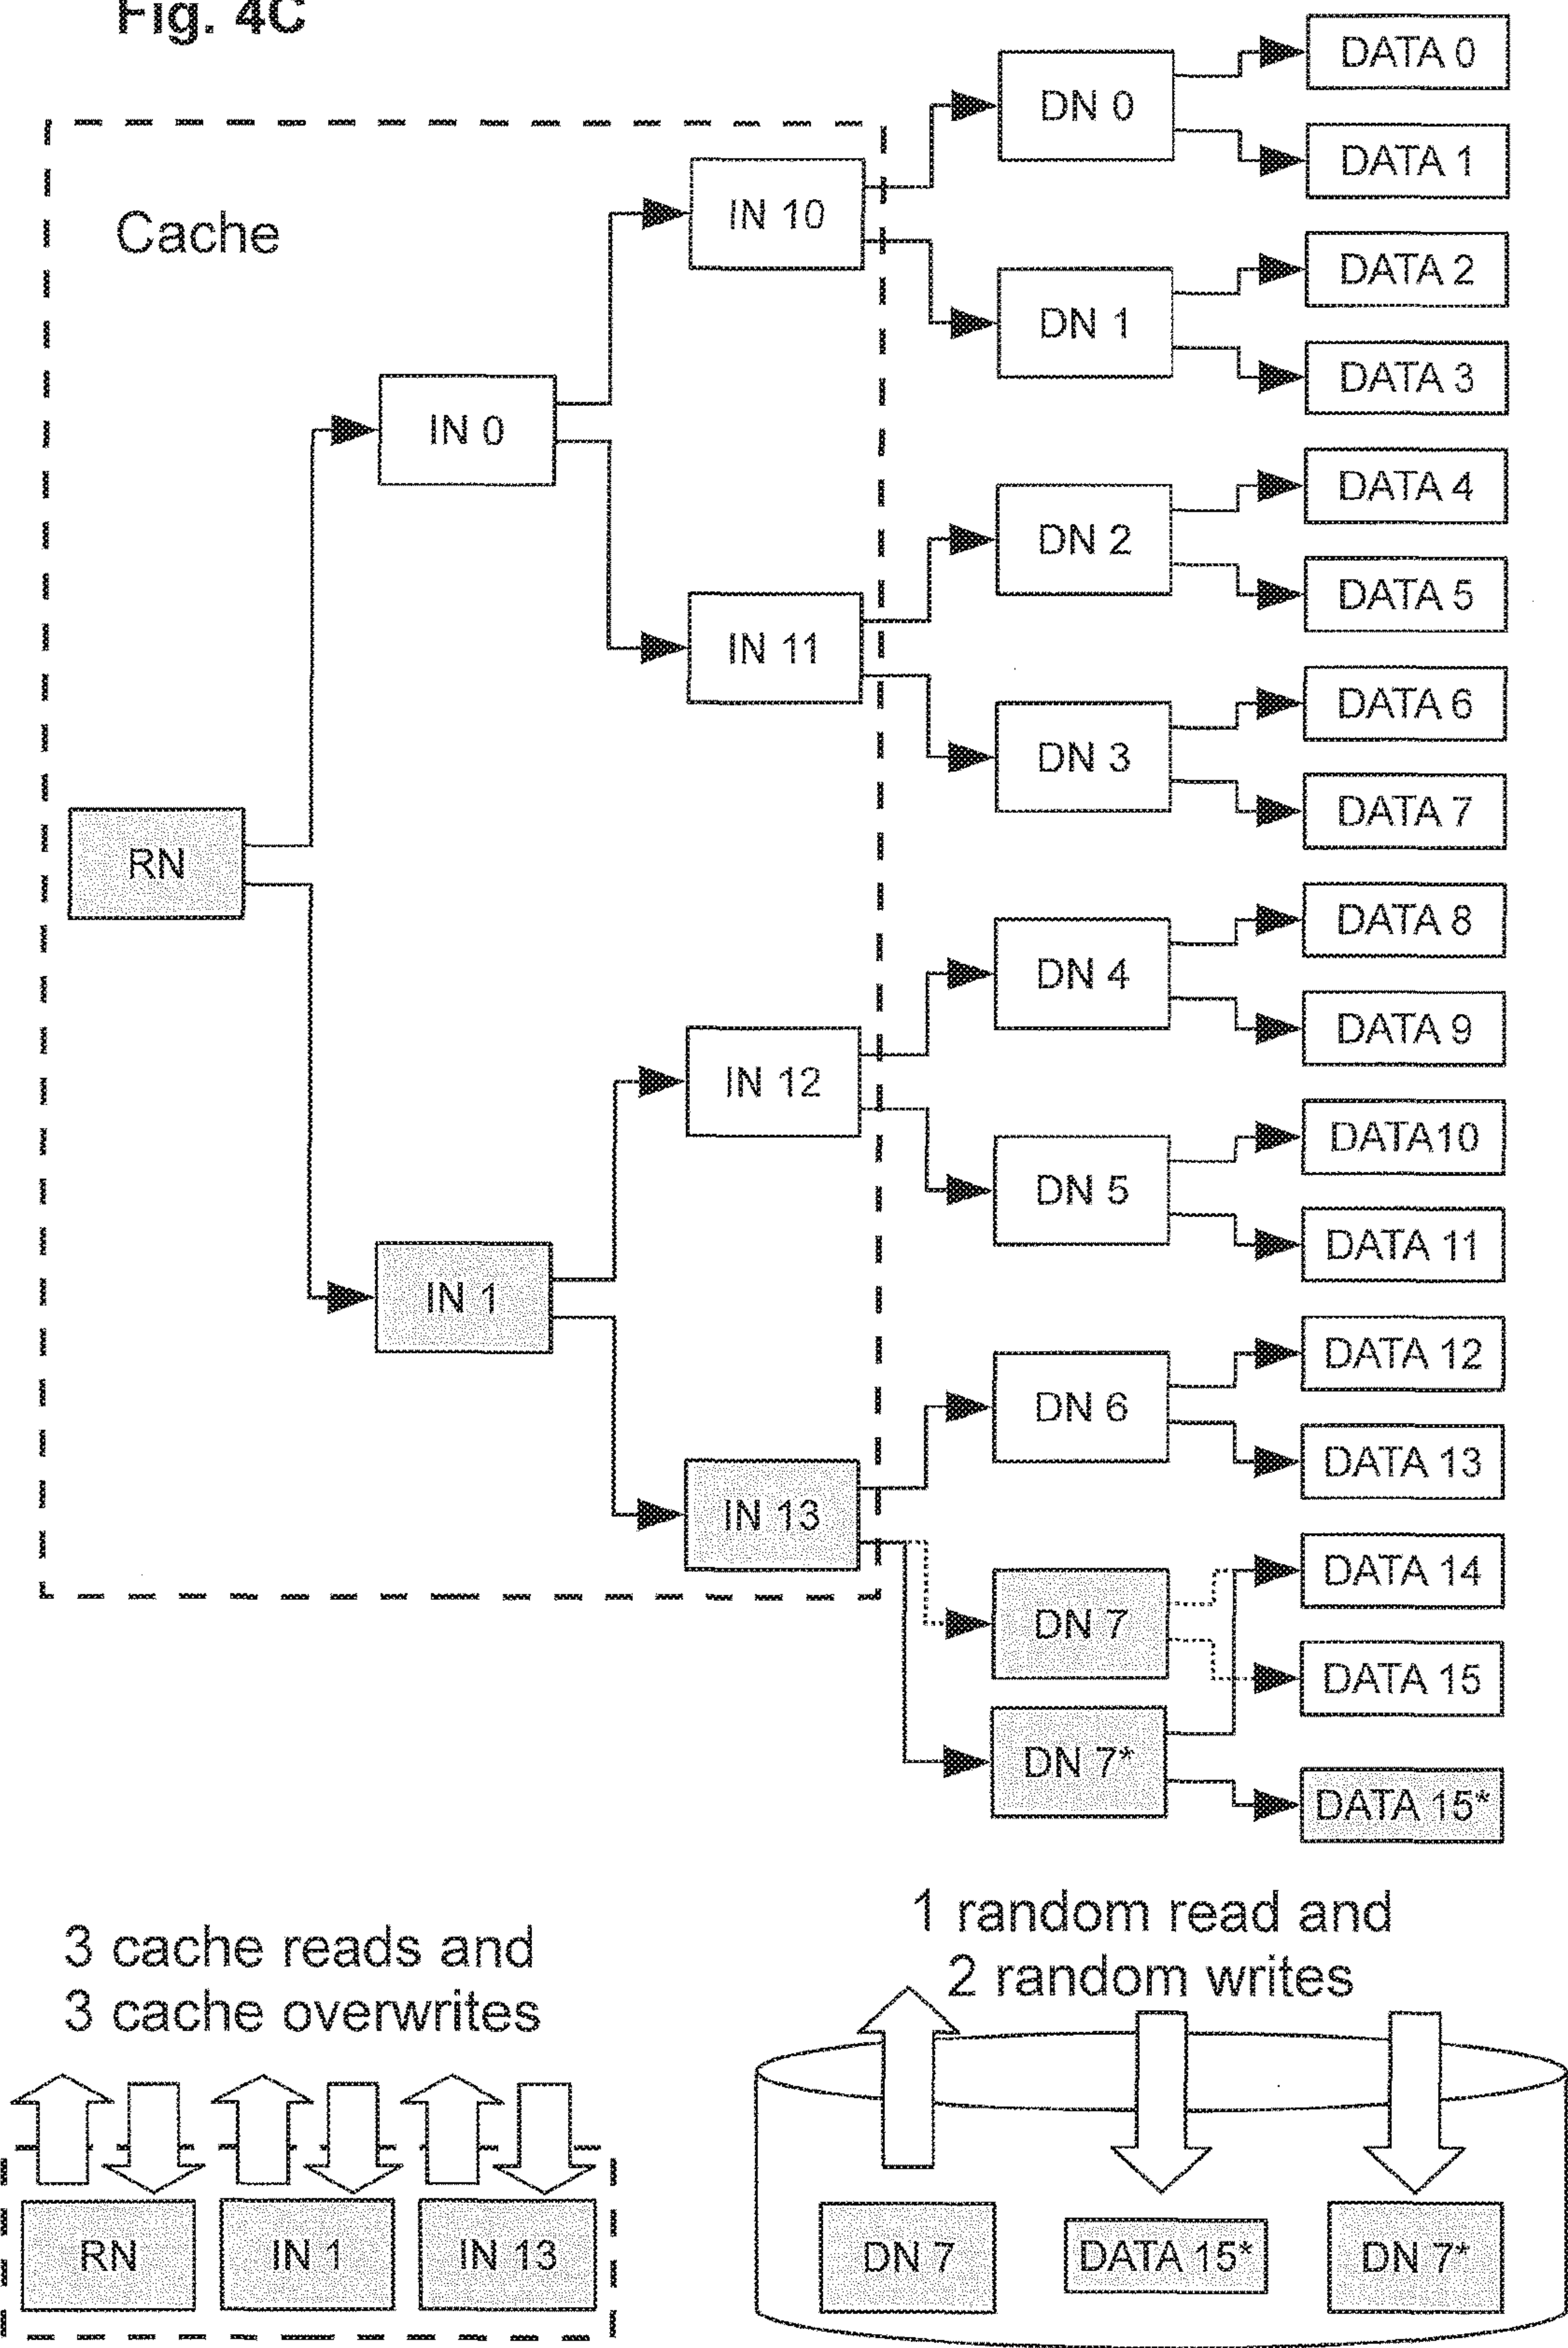 Fig. 4C
Cache
RN
IN 0
IN 1
IN 10
IN 11
IN 12
IN 13
DN 0
DN 1
DN 2
DN 3
DN 4
DN 5
DN 6
DN 7
DN 7*
DATA 0
DATA 1
DATA 2
DATA 3
DATA 4
DATA 5
DATA 6
DATA 7
DATA 8
DATA 9
DATA10
DATA 11
DATA 12
DATA 13
DATA 14
DATA 15
DATA 15*
3 cache reads and
3 cache overwrites
RN
IN 1
IN 13
1 random read and
2 random writes
DN 7
DATA 15*
DN 7*